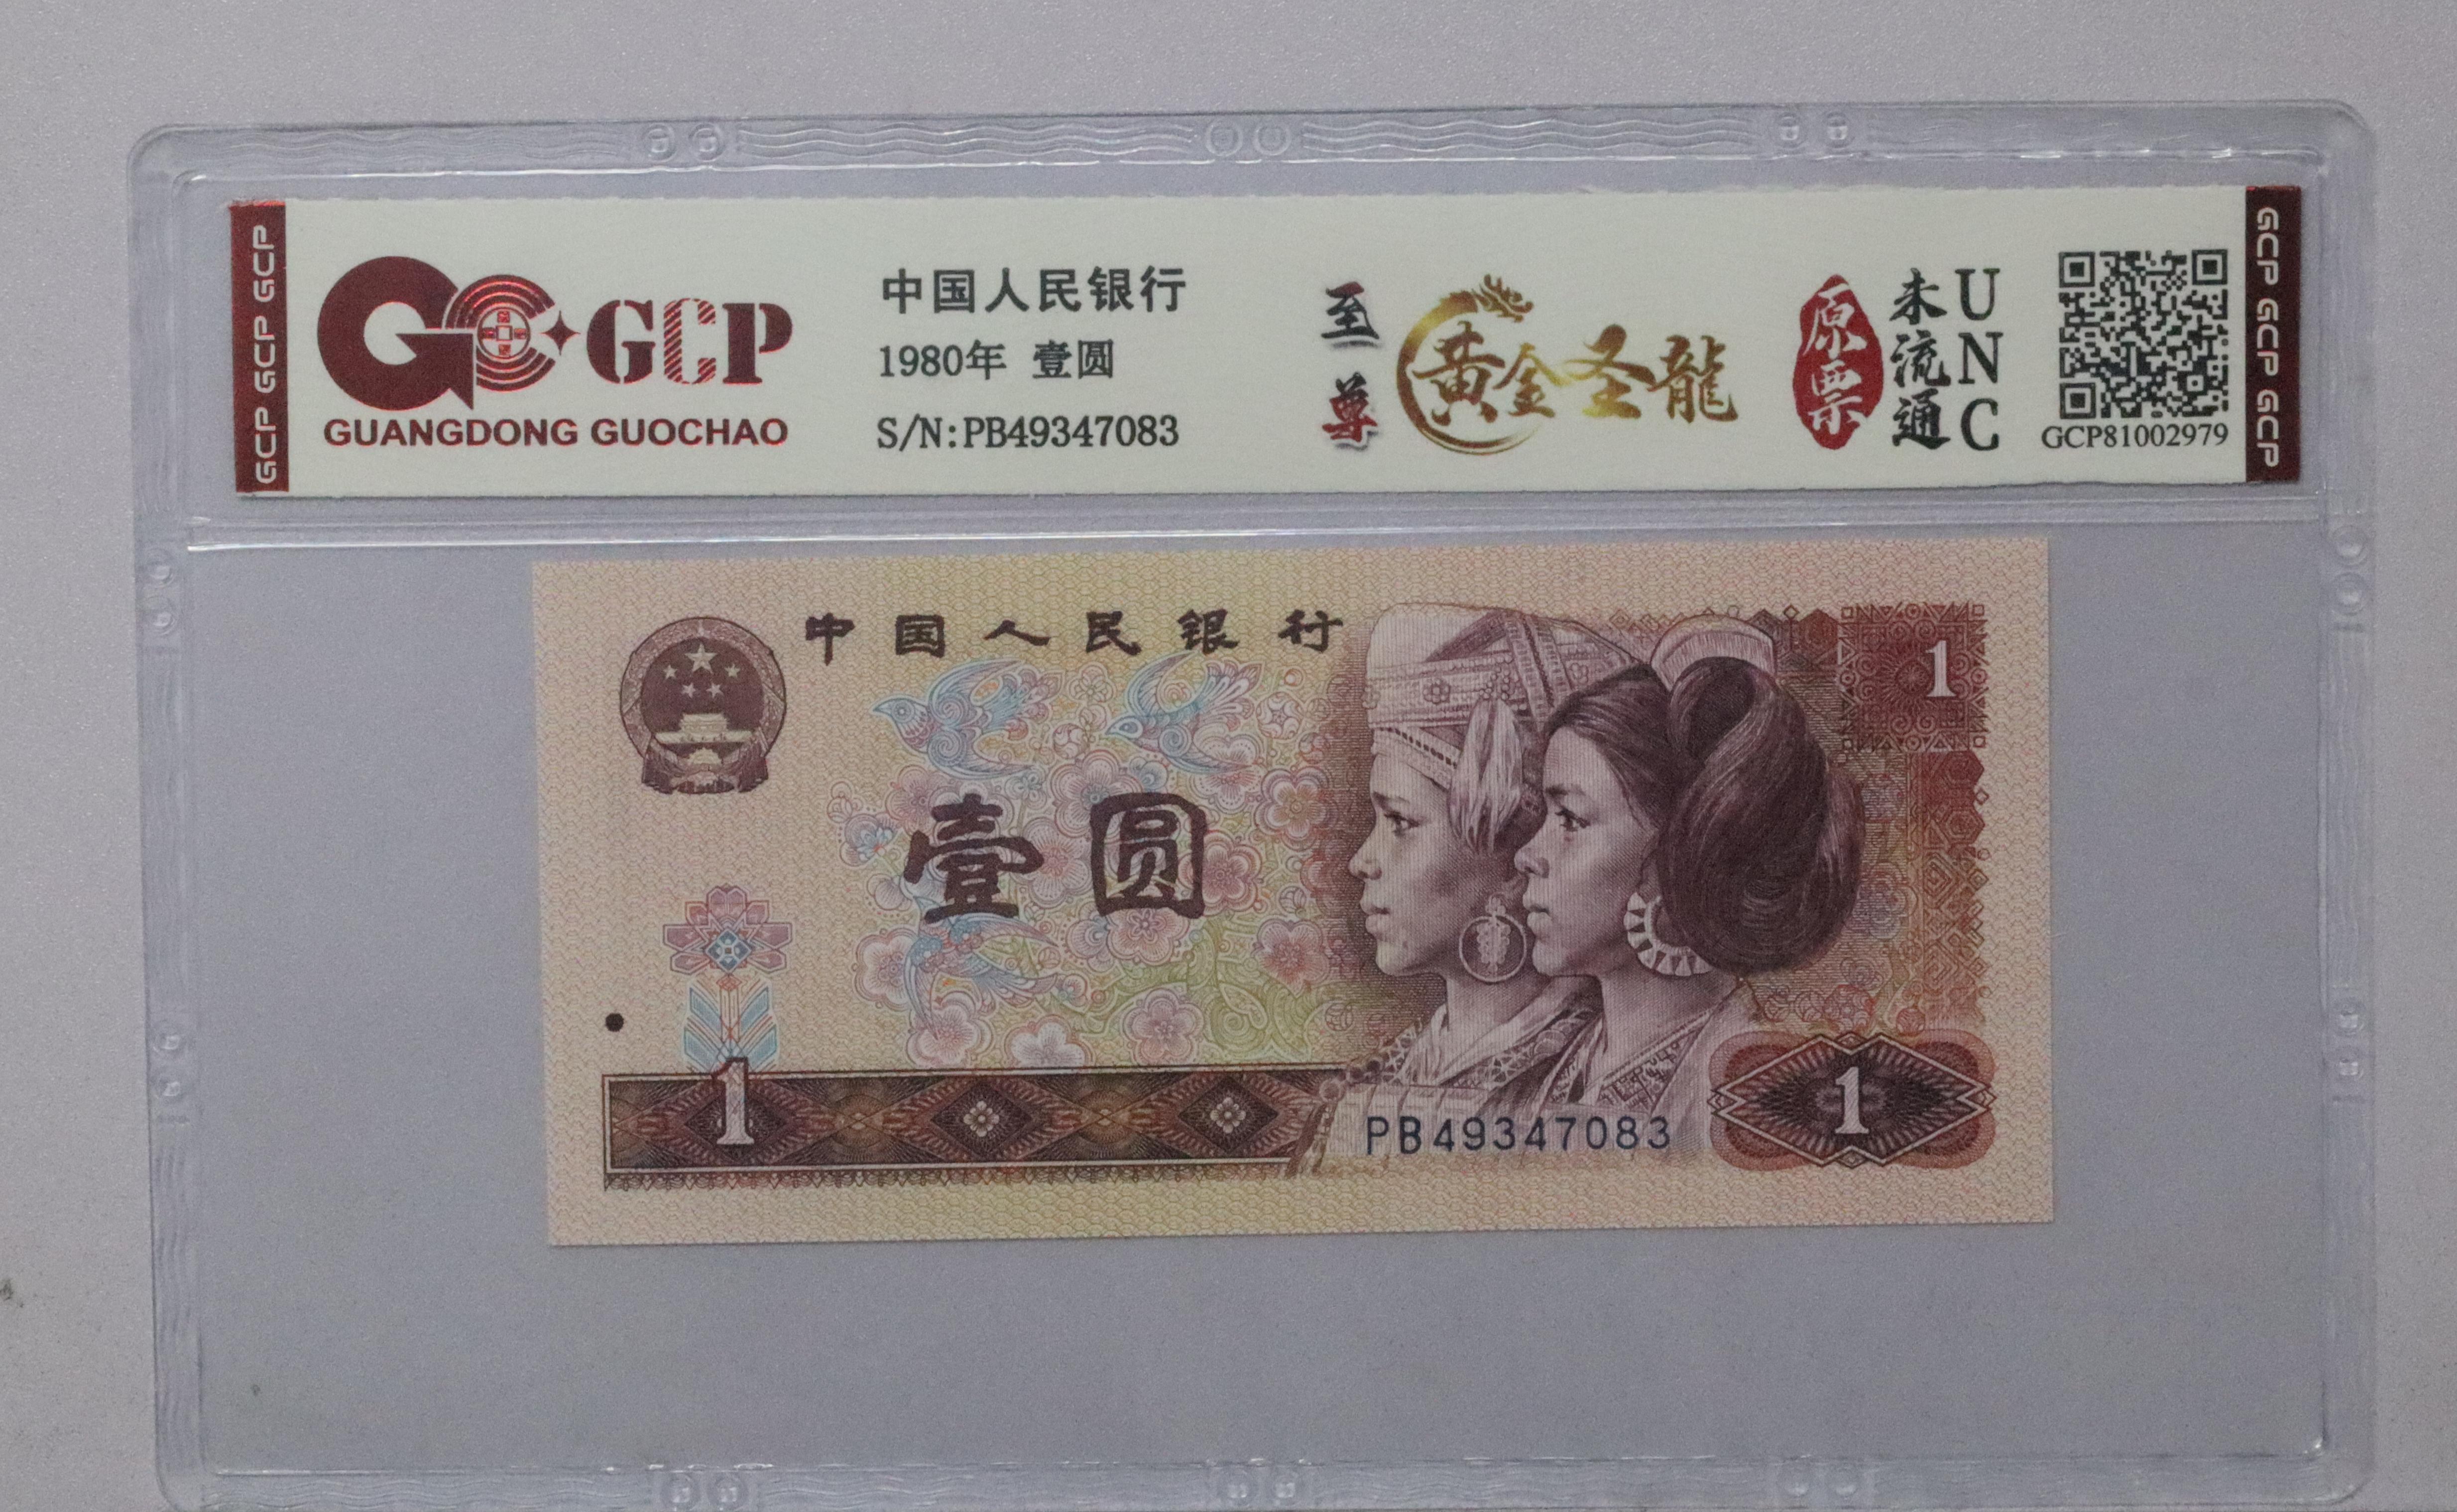 GCP GCP GCP
GCP
GUANGDONG GUOCHAO
中国人民银行
1980年 壹圆
S/N:PB49347083
至尊
黄金圣龍
原票
未流通
UNC
GCP81002979
GCP GCP GCP
中国人民银行
1
壹圆
1
PB49347083
1